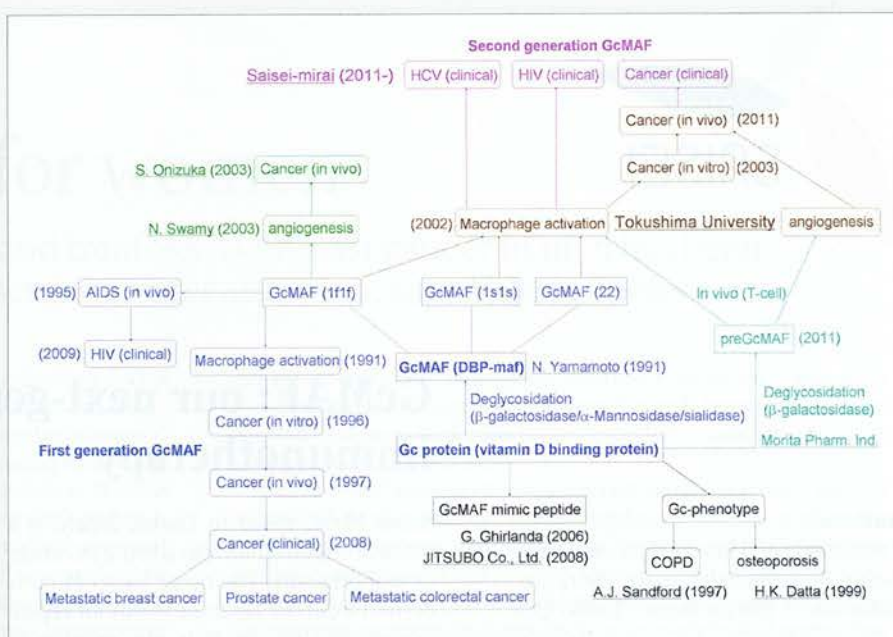 Second generation GcMAF
Saisei-mirai (2011-) HCV (clinical) HIV (clinical) Cancer (clinical)
Cancer (in vivo) (2011)
S. Onizuka (2003) Cancer (in vivo) Cancer (in vitro) (2003)
N. Swamy (2003) angiogenesis (2002) Macrophage activation Tokushima University angiogenesis
(1995) AIDS (in vivo) GcMAF (1f1f) GcMAF (1s1s) GcMAF (22) In vivo (T-cell)
preGcMAF (2011)
(2009) HIV (clinical) Macrophage activation (1991) GcMAF (DBP-maf) N. Yamamoto (1991)
Deglycosidation
(β-galactosidase/α-Mannosidase/sialidase)
Deglycosidation
(β-galactosidase)
Cancer (in vitro) (1996)
First generation GcMAF Gc protein (vitamin D binding protein) Morita Pharm. Ind.
Cancer (in vivo) (1997)
GcMAF mimic peptide Gc-phenotype
G. Ghirlanda (2006)
JITSUBO Co., Ltd. (2008)
Cancer (clinical) (2008)
COPD osteoporosis
A.J. Sandford (1997) H.K. Datta (1999)
Metastatic breast cancer Prostate cancer Metastatic colorectal cancer